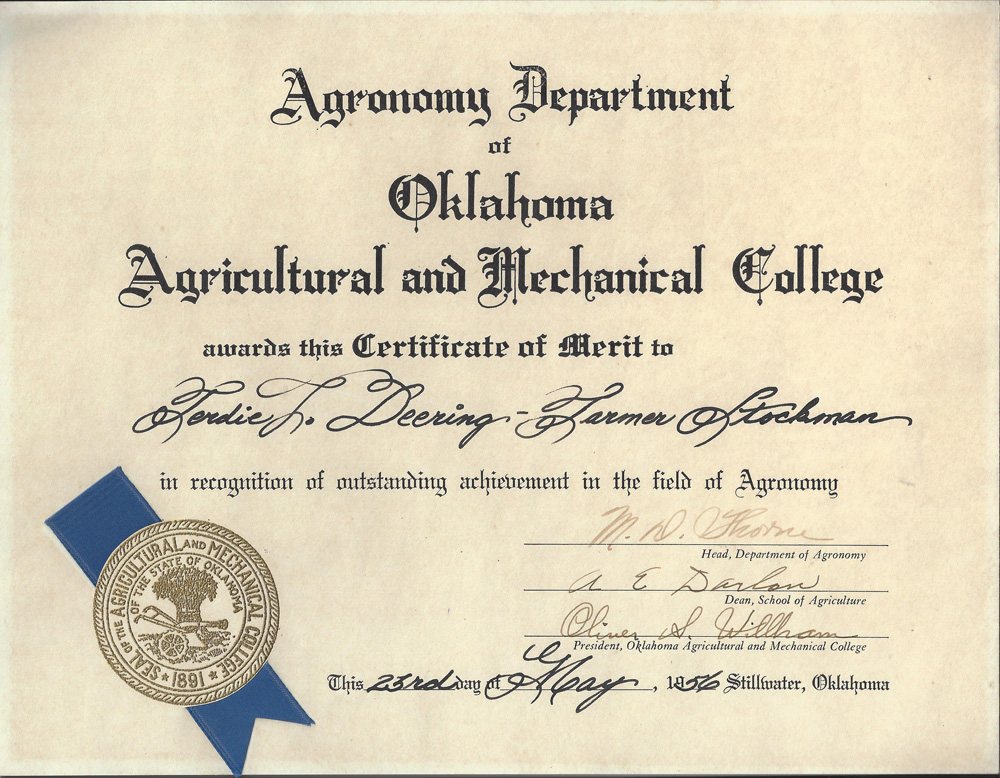 Agronomy Department
of
Oklahoma
Agricultural and Mechanical College
awards this Certificate of Merit to
Ferdie J. Deering - Farmer Stockman
in recognition of outstanding achievement in the field of Agronomy
M. D. Thorne
Head, Department of Agronomy
A E Darlow
Dean, School of Agriculture
Oliver S. Willham
President, Oklahoma Agricultural and Mechanical College
This 23rd day of May, 1956 Stillwater, Oklahoma
SEAL OF THE AGRICULTURAL AND MECHANICAL COLLEGE
OF THE STATE OF OKLAHOMA
★ 1891 ★